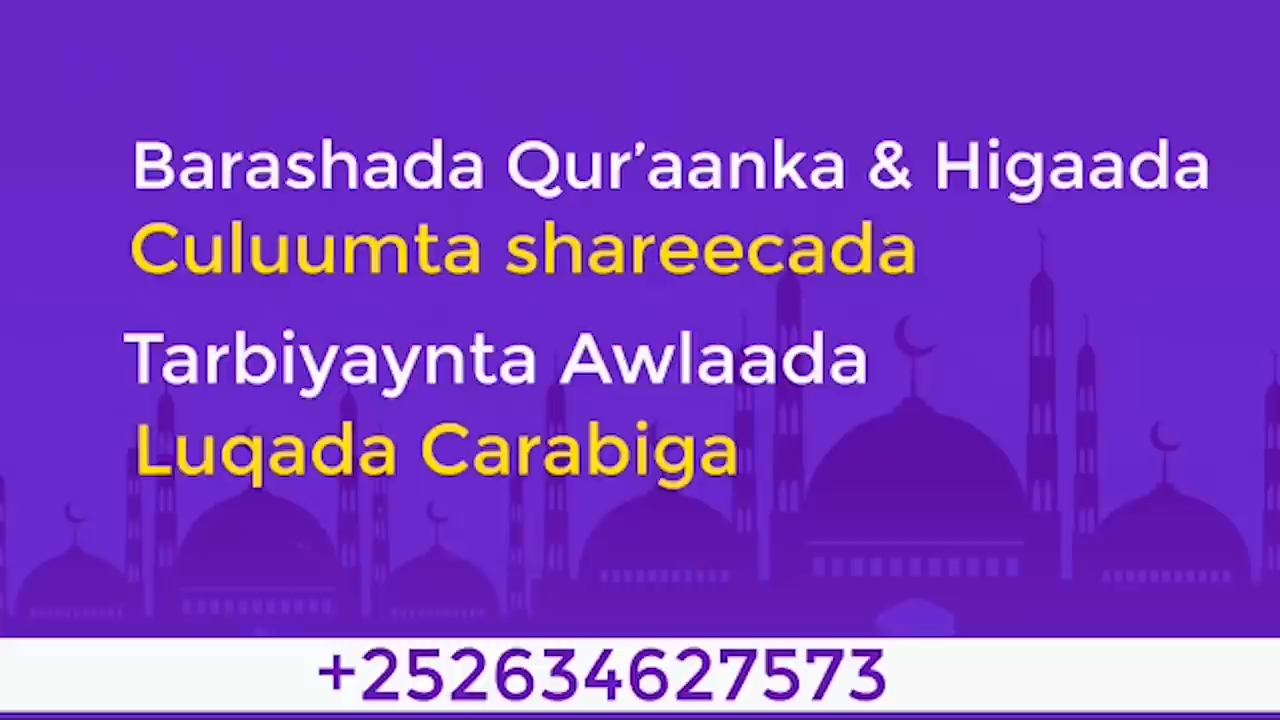 Barashada Qur’aanka & Higaada
Culuumta shareecada
Tarbiyaynta Awlaada
Luqada Carabiga
+252634627573